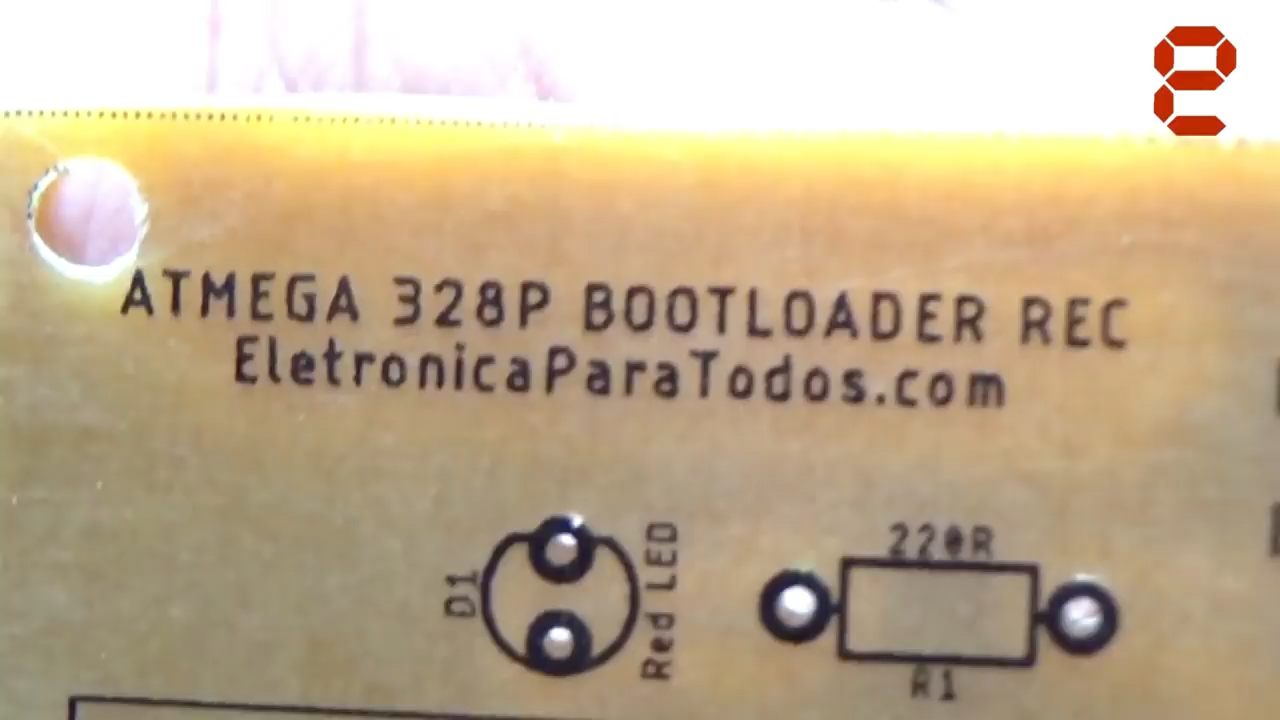 ATMEGA 328P BOOTLOADER REC
EletronicaParaTodos.com
D1
Red LED
220R
R1